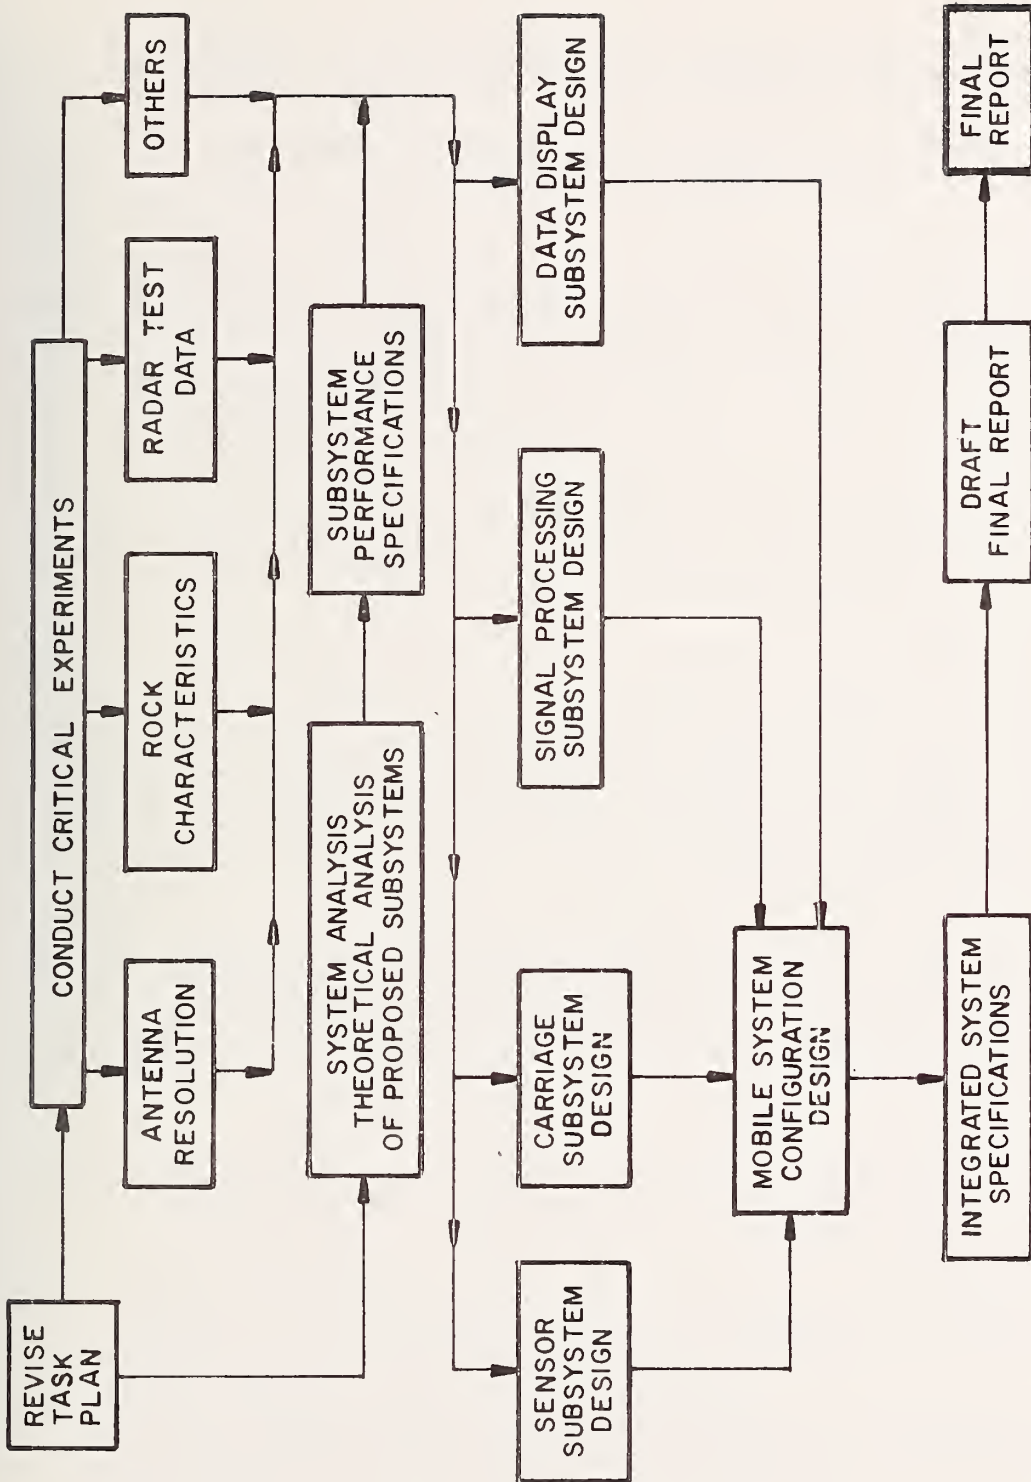 REVISE
TASK
PLAN
CONDUCT CRITICAL EXPERIMENTS
ANTENNA
RESOLUTION
ROCK
CHARACTERISTICS
RADAR TEST
DATA
OTHERS
SYSTEM ANALYSIS
THEORETICAL ANALYSIS
OF PROPOSED SUBSYSTEMS
SUBSYSTEM
PERFORMANCE
SPECIFICATIONS
SENSOR
SUBSYSTEM
DESIGN
CARRIAGE
SUBSYSTEM
DESIGN
SIGNAL PROCESSING
SUBSYSTEM DESIGN
DATA DISPLAY
SUBSYSTEM DESIGN
MOBILE SYSTEM
CONFIGURATION
DESIGN
INTEGRATED SYSTEM
SPECIFICATIONS
DRAFT
FINAL REPORT
FINAL
REPORT